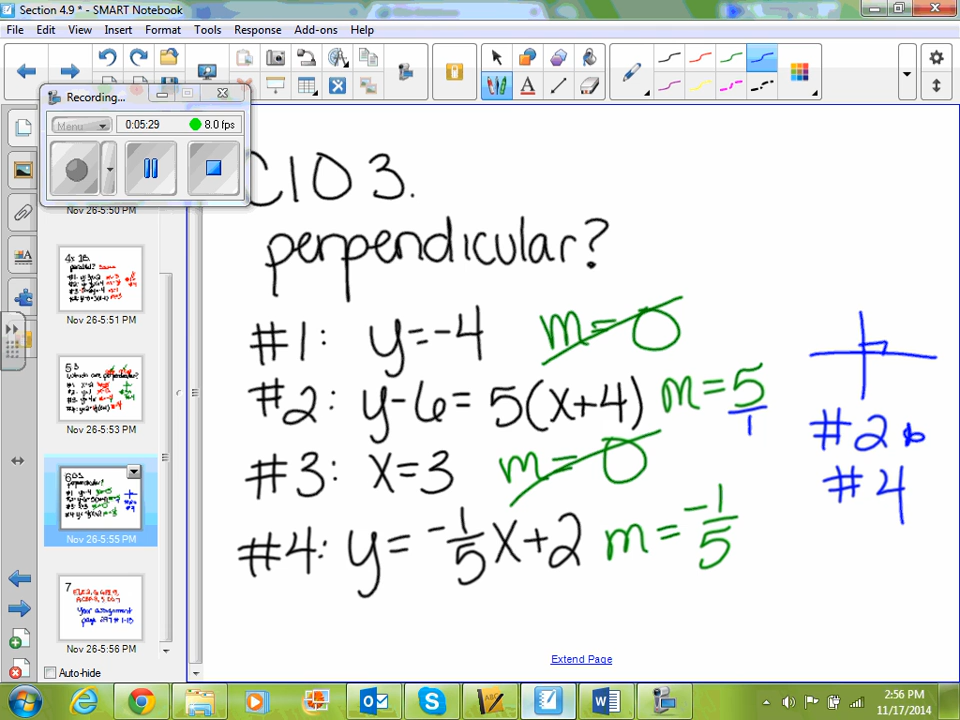 Section 4.9 * - SMART Notebook
File Edit View Insert Format Tools Response Add-ons Help
Recording...
Menu 0:05:29 8.0 fps
Nov 26-5:50 PM
Nov 26-5:51 PM
5
Nov 26-5:53 PM
6
Nov 26-5:55 PM
7
your assignment
Nov 26-5:56 PM
Auto-hide
C10 3.
perpendicular?
#1: y=-4 m=0
#2: y-6=5(x+4) m=5/1
#3: x=3 m=0
#4: y=-1/5x+2 m=-1/5
#2 &
#4
Extend Page
2:56 PM
11/17/2014